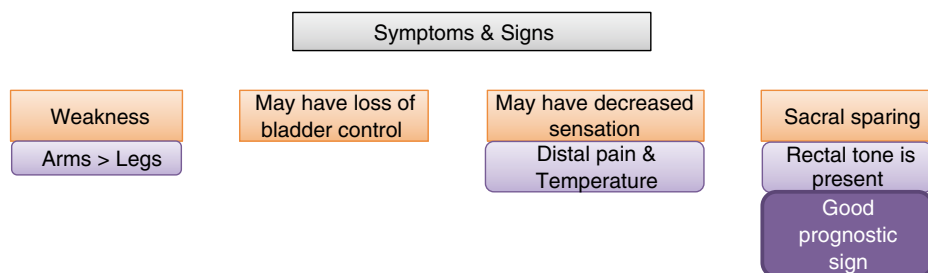 Symptoms & Signs
Weakness
Arms > Legs
May have loss of
bladder control
May have decreased
sensation
Distal pain &
Temperature
Sacral sparing
Rectal tone is
present
Good
prognostic
sign